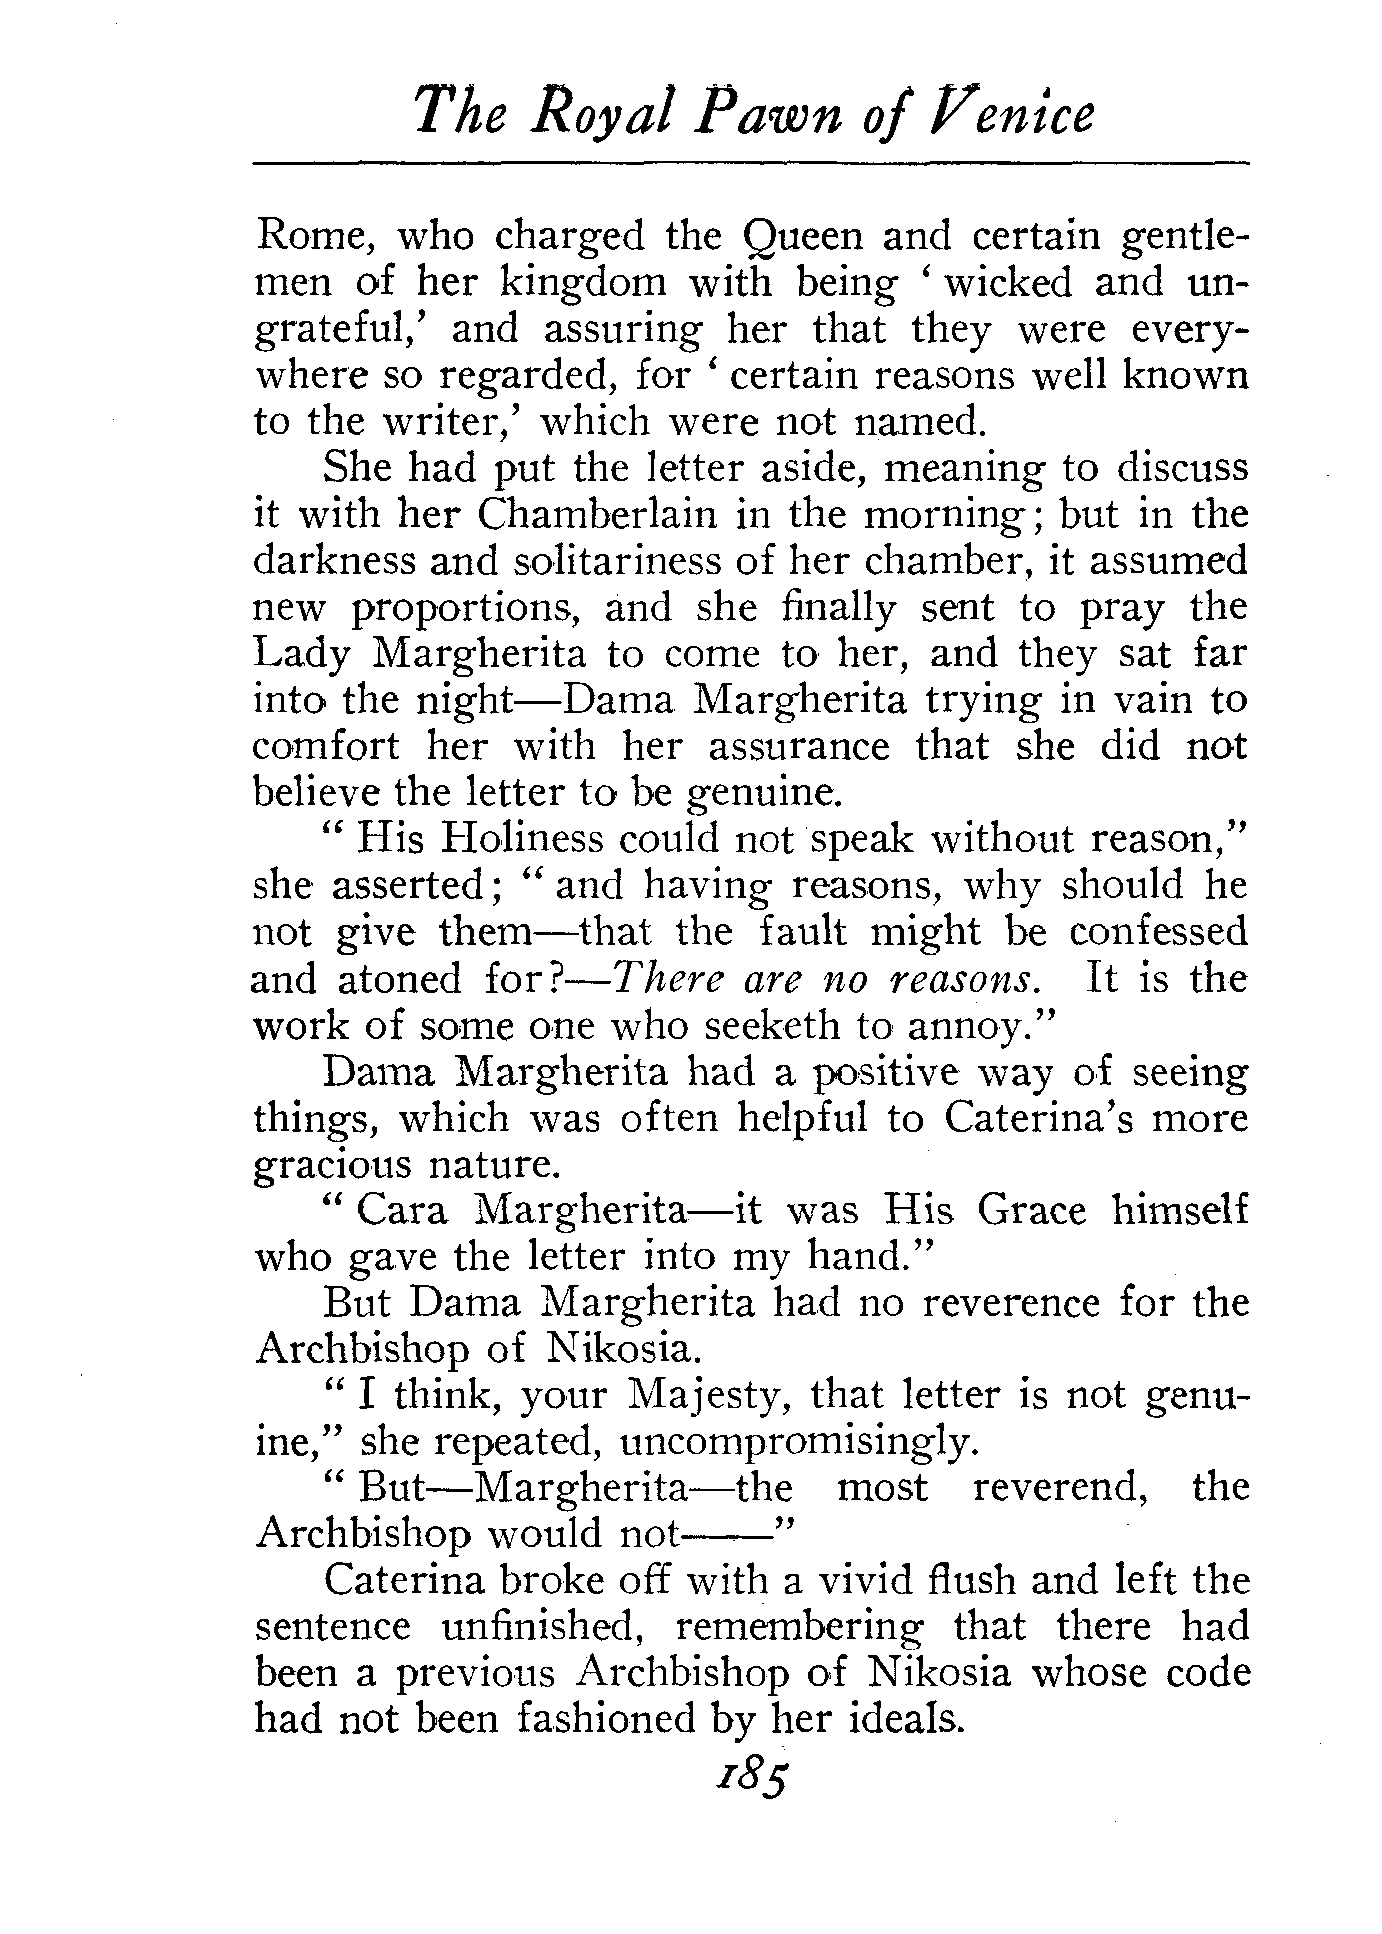 The Royal Pawn of Venice
Rome, who charged the Queen and certain gentle-
men of her kingdom with being ‘ wicked and un-
grateful,’ and assuring her that they were every-
where so regarded, for ‘ certain reasons well known
to the writer,’ which were not named.
She had put the letter aside, meaning to discuss
it with her Chamberlain in the morning; but in the
darkness and solitariness of her chamber, it assumed
new proportions, and she finally sent to pray the
Lady Margherita to come to her, and they sat far
into the night—Dama Margherita trying in vain to
comfort her with her assurance that she did not
believe the letter to be genuine.
“ His Holiness could not speak without reason,”
she asserted; “ and having reasons, why should he
not give them—that the fault might be confessed
and atoned for?—There are no reasons. It is the
work of some one who seeketh to annoy.”
Dama Margherita had a positive way of seeing
things, which was often helpful to Caterina’s more
gracious nature.
“ Cara Margherita—it was His Grace himself
who gave the letter into my hand.”
But Dama Margherita had no reverence for the
Archbishop of Nikosia.
“ I think, your Majesty, that letter is not genu-
ine,” she repeated, uncompromisingly.
“ But—Margherita—the most reverend, the
Archbishop would not——”
Caterina broke off with a vivid flush and left the
sentence unfinished, remembering that there had
been a previous Archbishop of Nikosia whose code
had not been fashioned by her ideals.
185